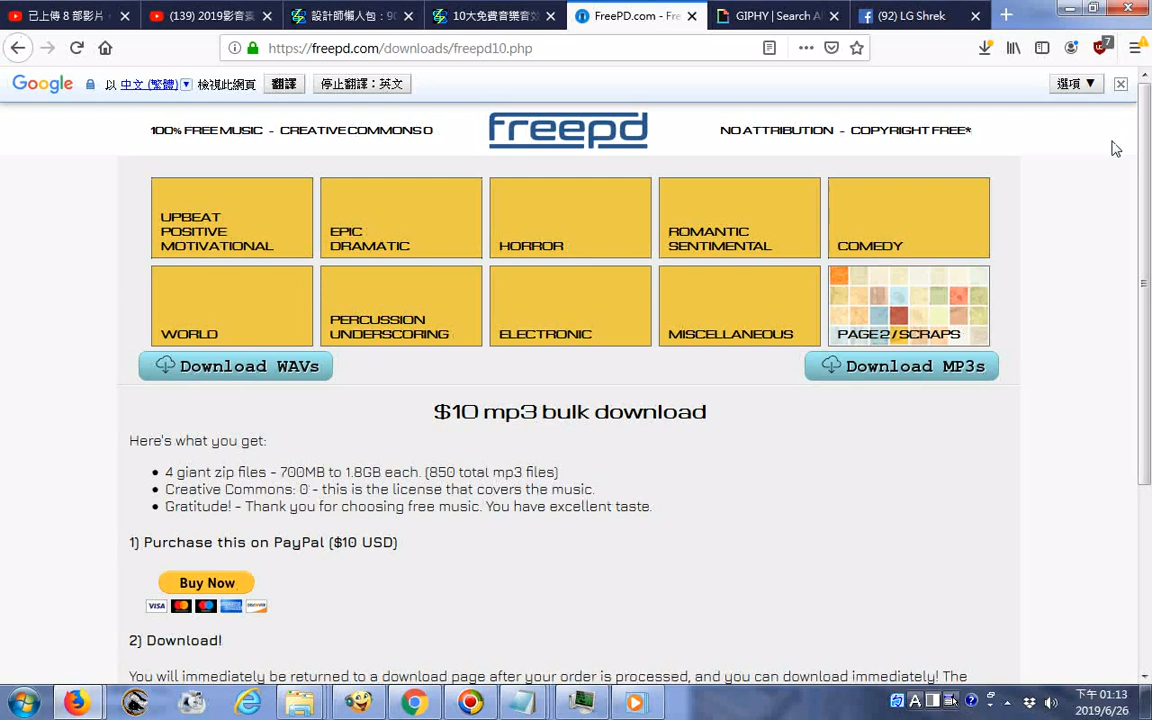 已上傳 8 部影片
(139) 2019影音素
設計師懶人包：9
10大免費音樂音效
FreePD.com - Fre
GIPHY | Search A
(92) LG Shrek
https://freepd.com/downloads/freepd10.php
7
Google 以 中文 (繁體) 檢視此網頁 翻譯 停止翻譯：英文 選項 ▼
100% FREE MUSIC - CREATIVE COMMONS 0
freepd
NO ATTRIBUTION - COPYRIGHT FREE*
UPBEAT
POSITIVE
MOTIVATIONAL
EPIC
DRAMATIC
HORROR
ROMANTIC
SENTIMENTAL
COMEDY
WORLD
PERCUSSION
UNDERSCORING
ELECTRONIC
MISCELLANEOUS
PAGE 2 / SCRAPS
Download WAVs
Download MP3s
$10 mp3 bulk download
Here's what you get:
• 4 giant zip files - 700MB to 1.8GB each. (850 total mp3 files)
• Creative Commons: 0 - this is the license that covers the music.
• Gratitude! - Thank you for choosing free music. You have excellent taste.
1) Purchase this on PayPal ($10 USD)
Buy Now
VISA
DISCOVER
2) Download!
You will immediately be returned to a download page after your order is processed, and you can download immediately! The
下午 01:13
2019/6/26